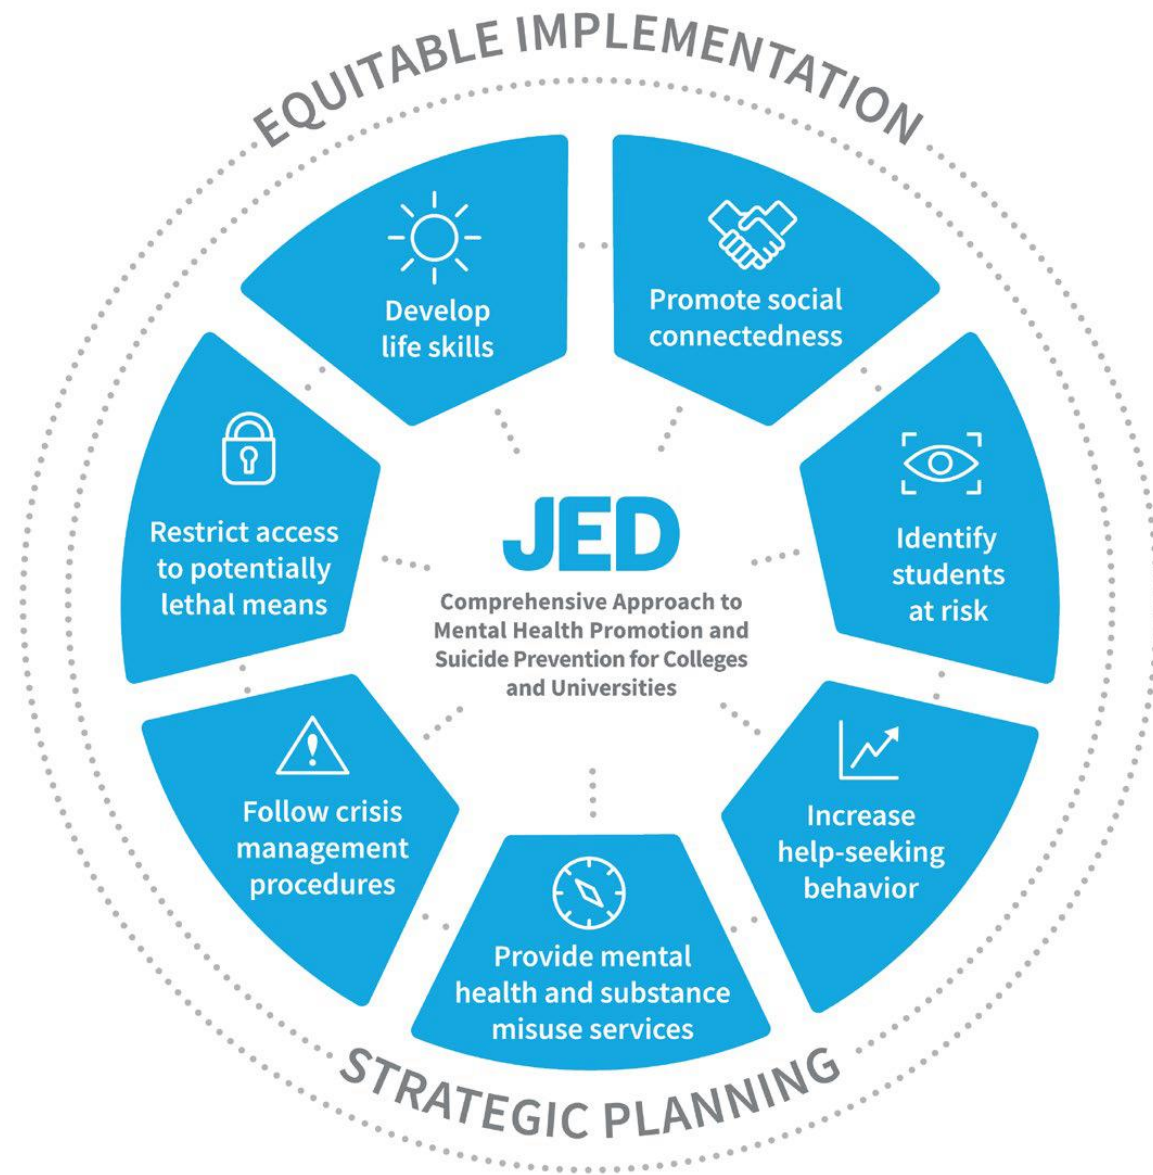 EQUITABLE IMPLEMENTATION
Develop
life skills
Promote social
connectedness
Restrict access
to potentially
lethal means
JED
Comprehensive Approach to
Mental Health Promotion and
Suicide Prevention for Colleges
and Universities
Identify
students
at risk
Follow crisis
management
procedures
Increase
help-seeking
behavior
Provide mental
health and substance
misuse services
STRATEGIC PLANNING